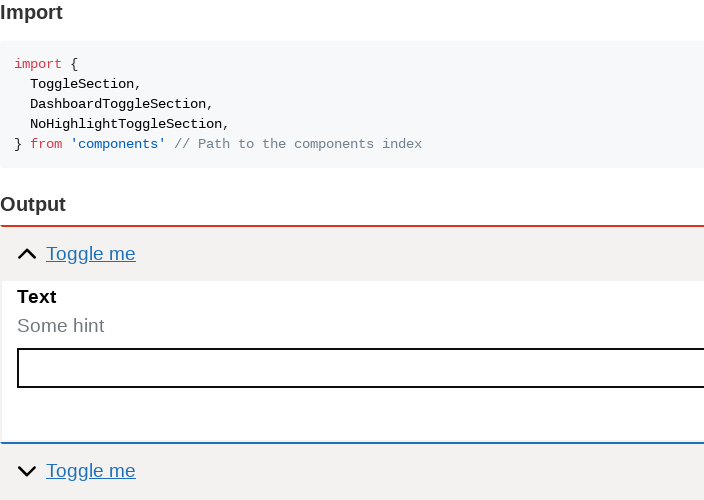 Import
import {
  ToggleSection,
  DashboardToggleSection,
  NoHighlightToggleSection,
} from 'components' // Path to the components index
Output
Toggle me
Text
Some hint
Toggle me